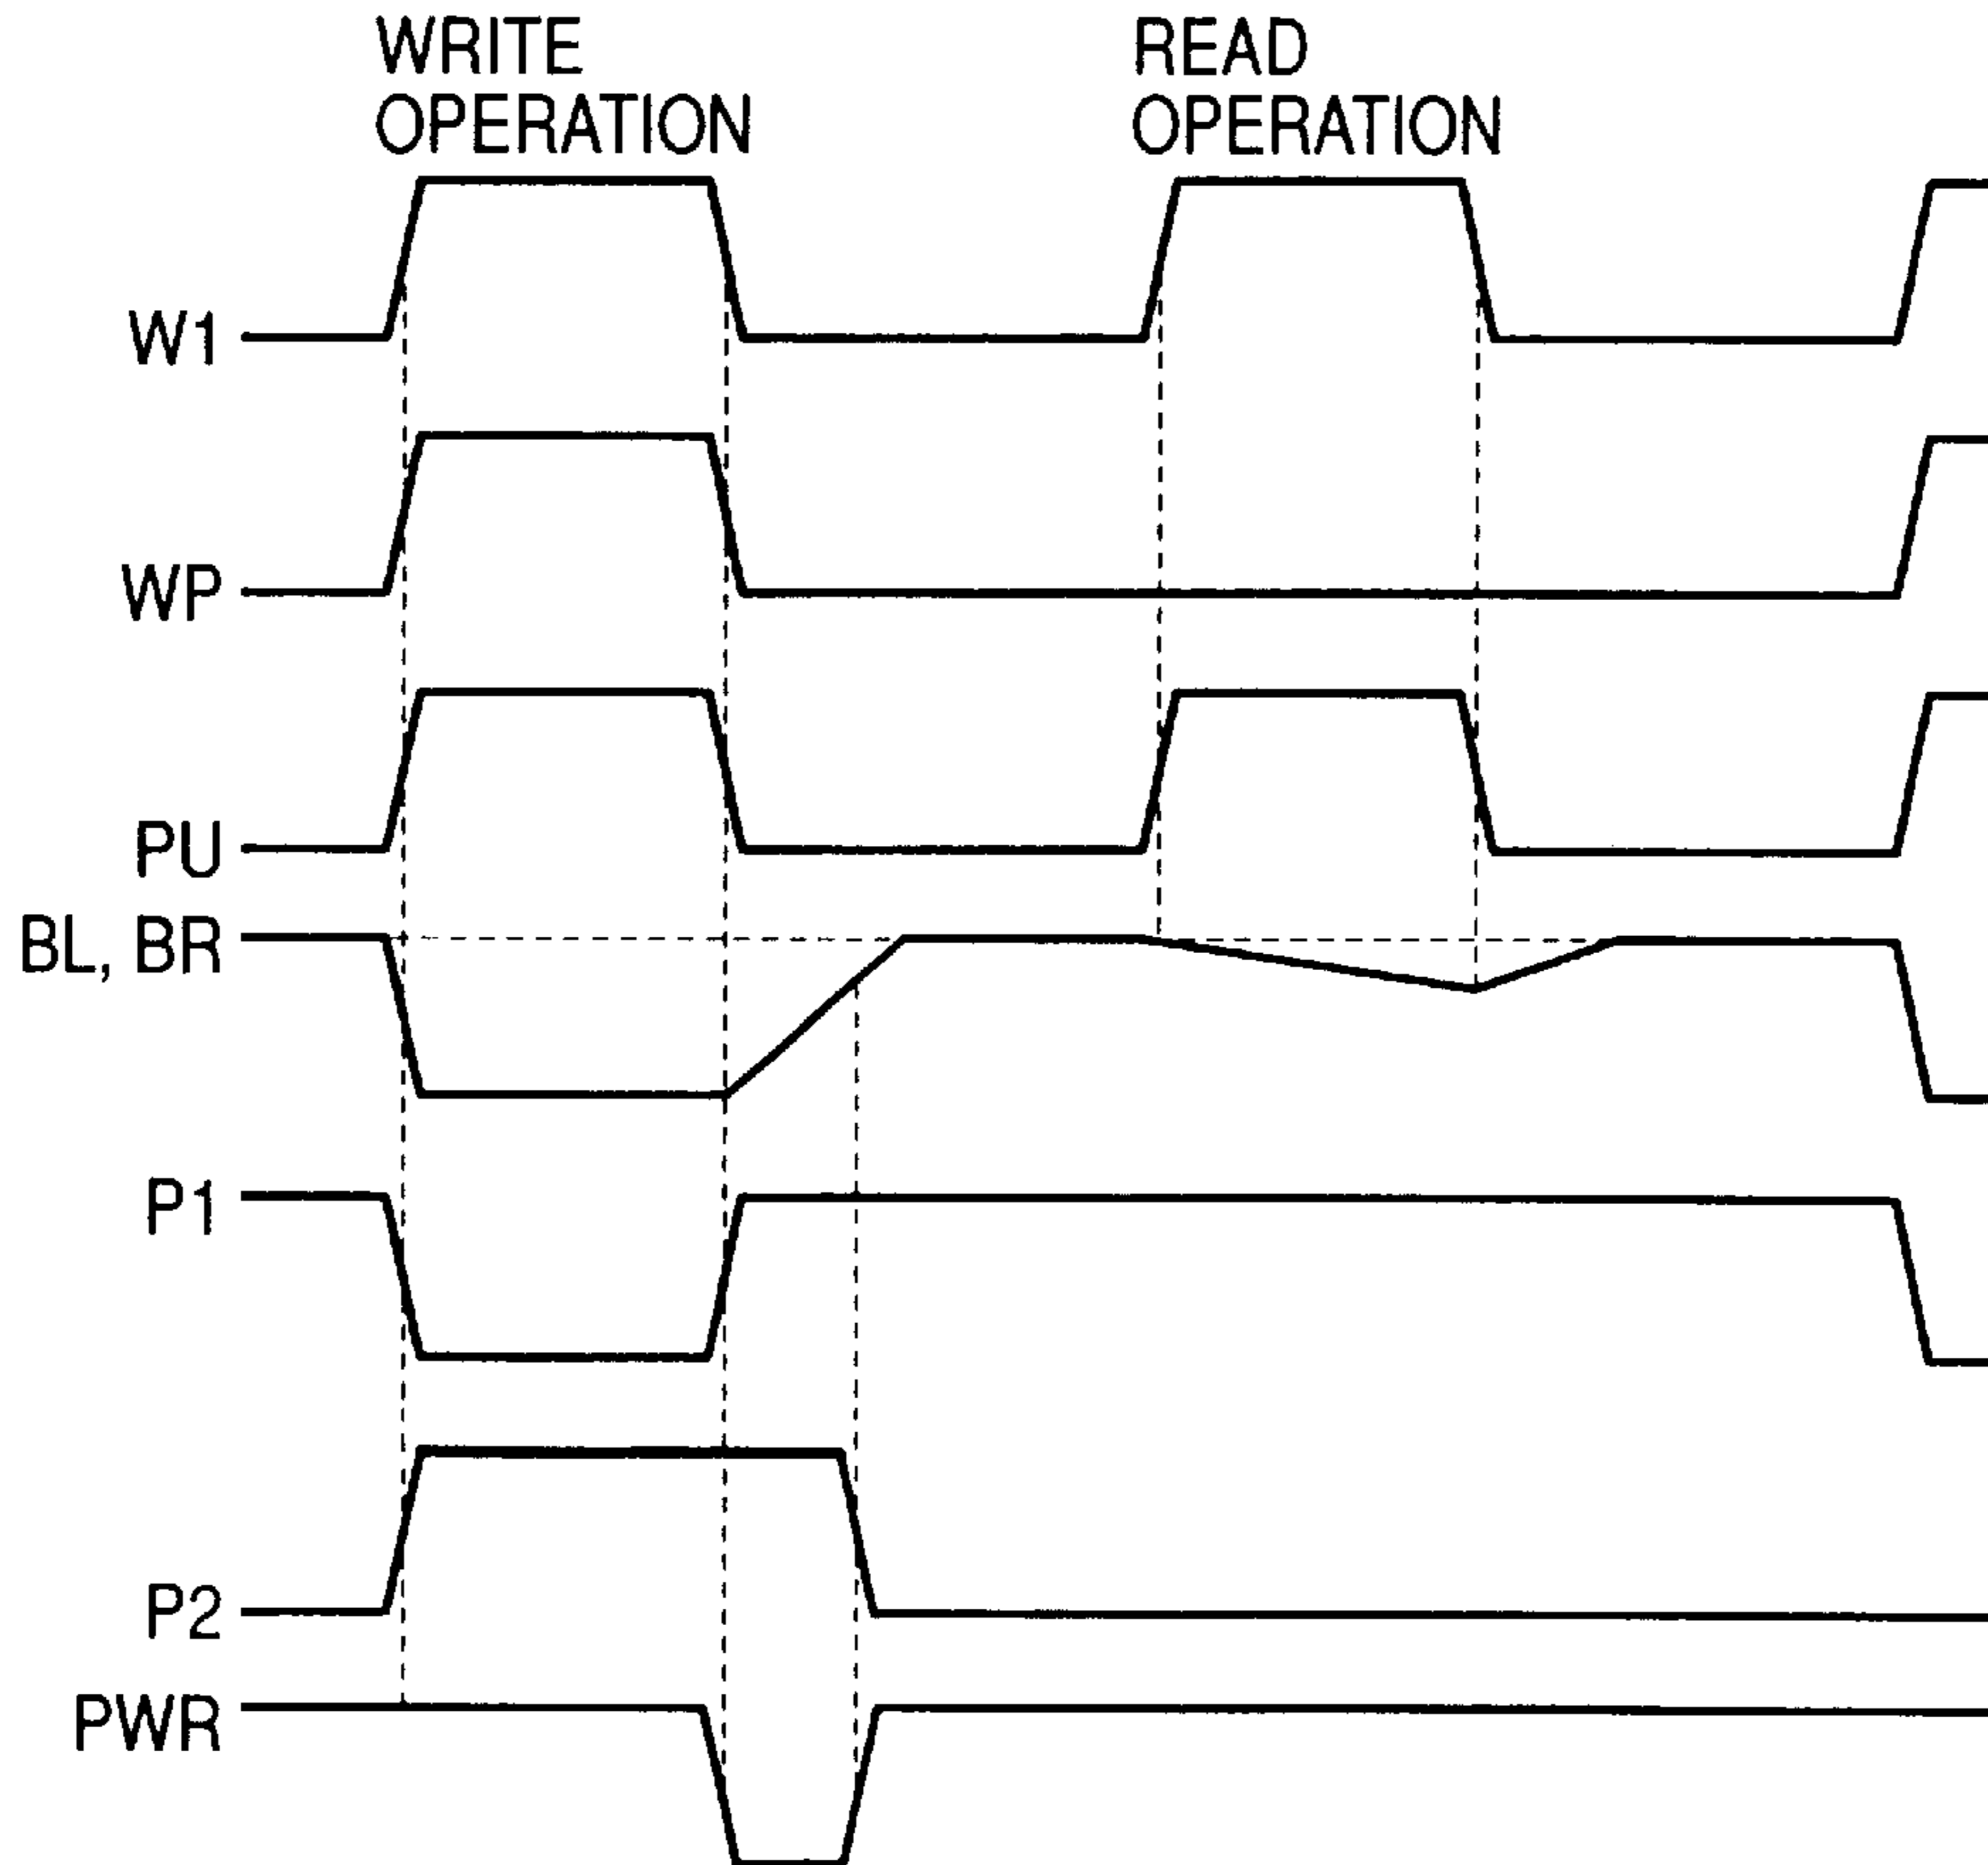 WRITE
OPERATION
READ
OPERATION
W1
WP
PU
BL, BR
P1
P2
PWR